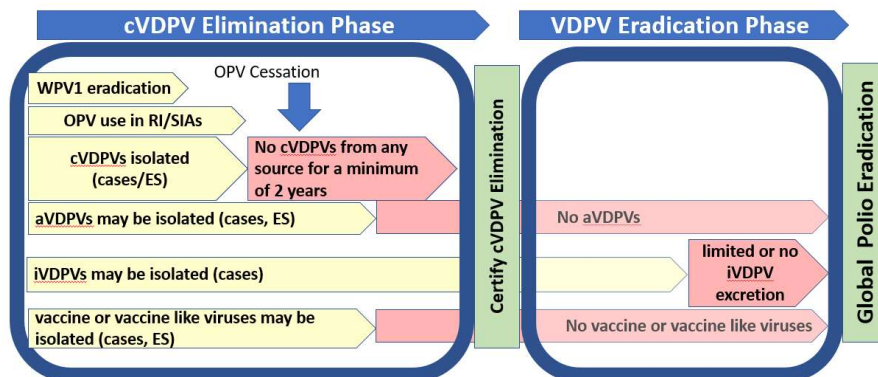 cVDPV Elimination Phase
VDPV Eradication Phase
OPV Cessation
WPV1 eradication
OPV use in RI/SIAs
cVDPVs isolated
(cases/ES)
No cVDPVs from any
source for a minimum
of 2 years
aVDPVs may be isolated (cases, ES)
No aVDPVs
iVDPVs may be isolated (cases)
limited or no
iVDPV
excretion
vaccine or vaccine like viruses may be
isolated (cases, ES)
No vaccine or vaccine like viruses
Certify cVDPV Elimination
Global Polio Eradication